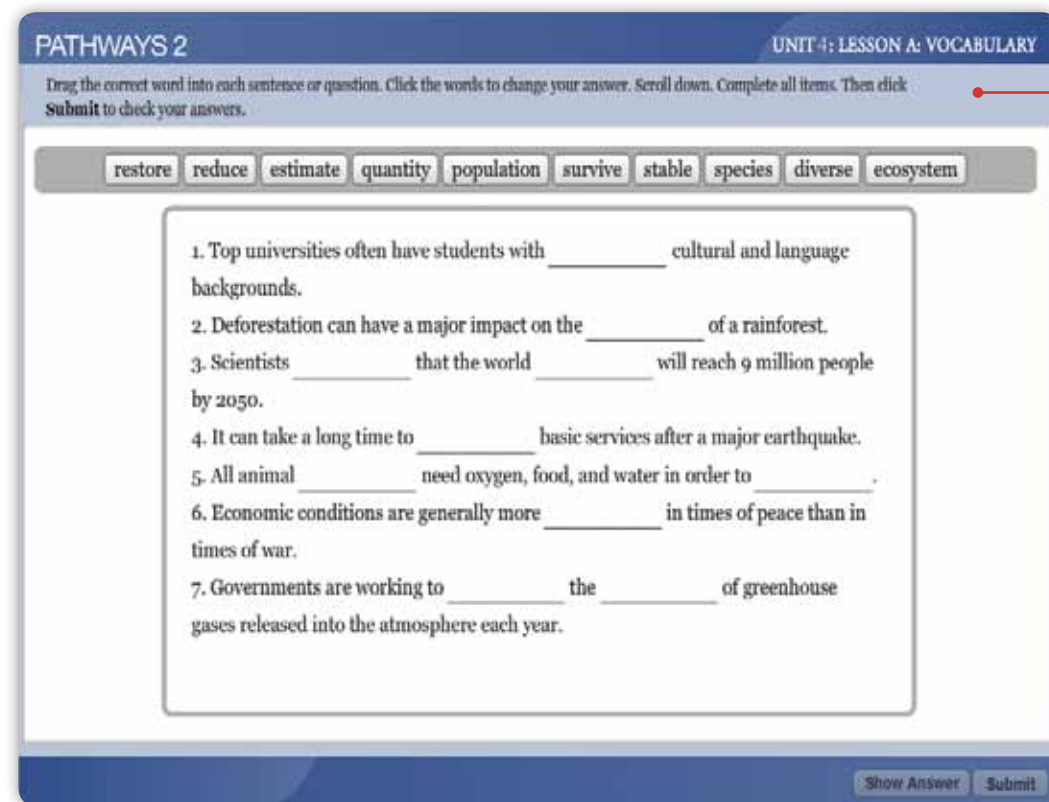 PATHWAYS 2
UNIT 4: LESSON A: VOCABULARY
Drag the correct word into each sentence or question. Click the words to change your answer. Scroll down. Complete all items. Then click
Submit to check your answers.
restore reduce estimate quantity population survive stable species diverse ecosystem
1. Top universities often have students with __________ cultural and language
backgrounds.
2. Deforestation can have a major impact on the __________ of a rainforest.
3. Scientists __________ that the world __________ will reach 9 million people
by 2050.
4. It can take a long time to __________ basic services after a major earthquake.
5. All animal __________ need oxygen, food, and water in order to __________ .
6. Economic conditions are generally more __________ in times of peace than in
times of war.
7. Governments are working to __________ the __________ of greenhouse
gases released into the atmosphere each year.
Show Answer Submit